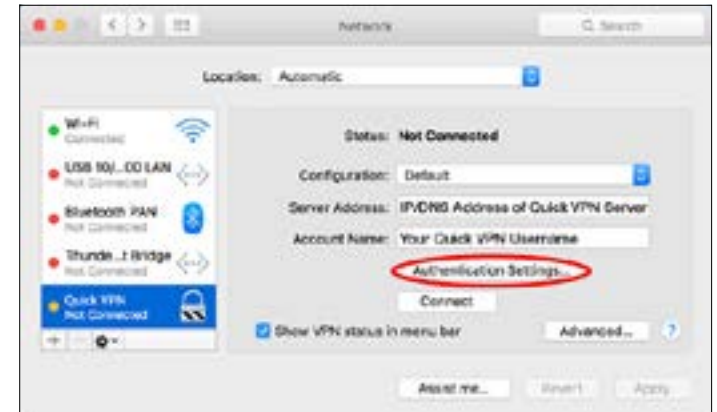 Network
Search
Location: Automatic
Wi-Fi
Connected
USB 10/...00 LAN
Not Connected
Bluetooth PAN
Not Connected
Thunde...t Bridge
Not Connected
Quick VPN
Not Connected
Status: Not Connected
Configuration: Default
Server Address: IP/DNS Address of Quick VPN Server
Account Name: Your Quick VPN Username
Authentication Settings...
Connect
Show VPN status in menu bar
Advanced...
?
Assist me...
Revert
Apply